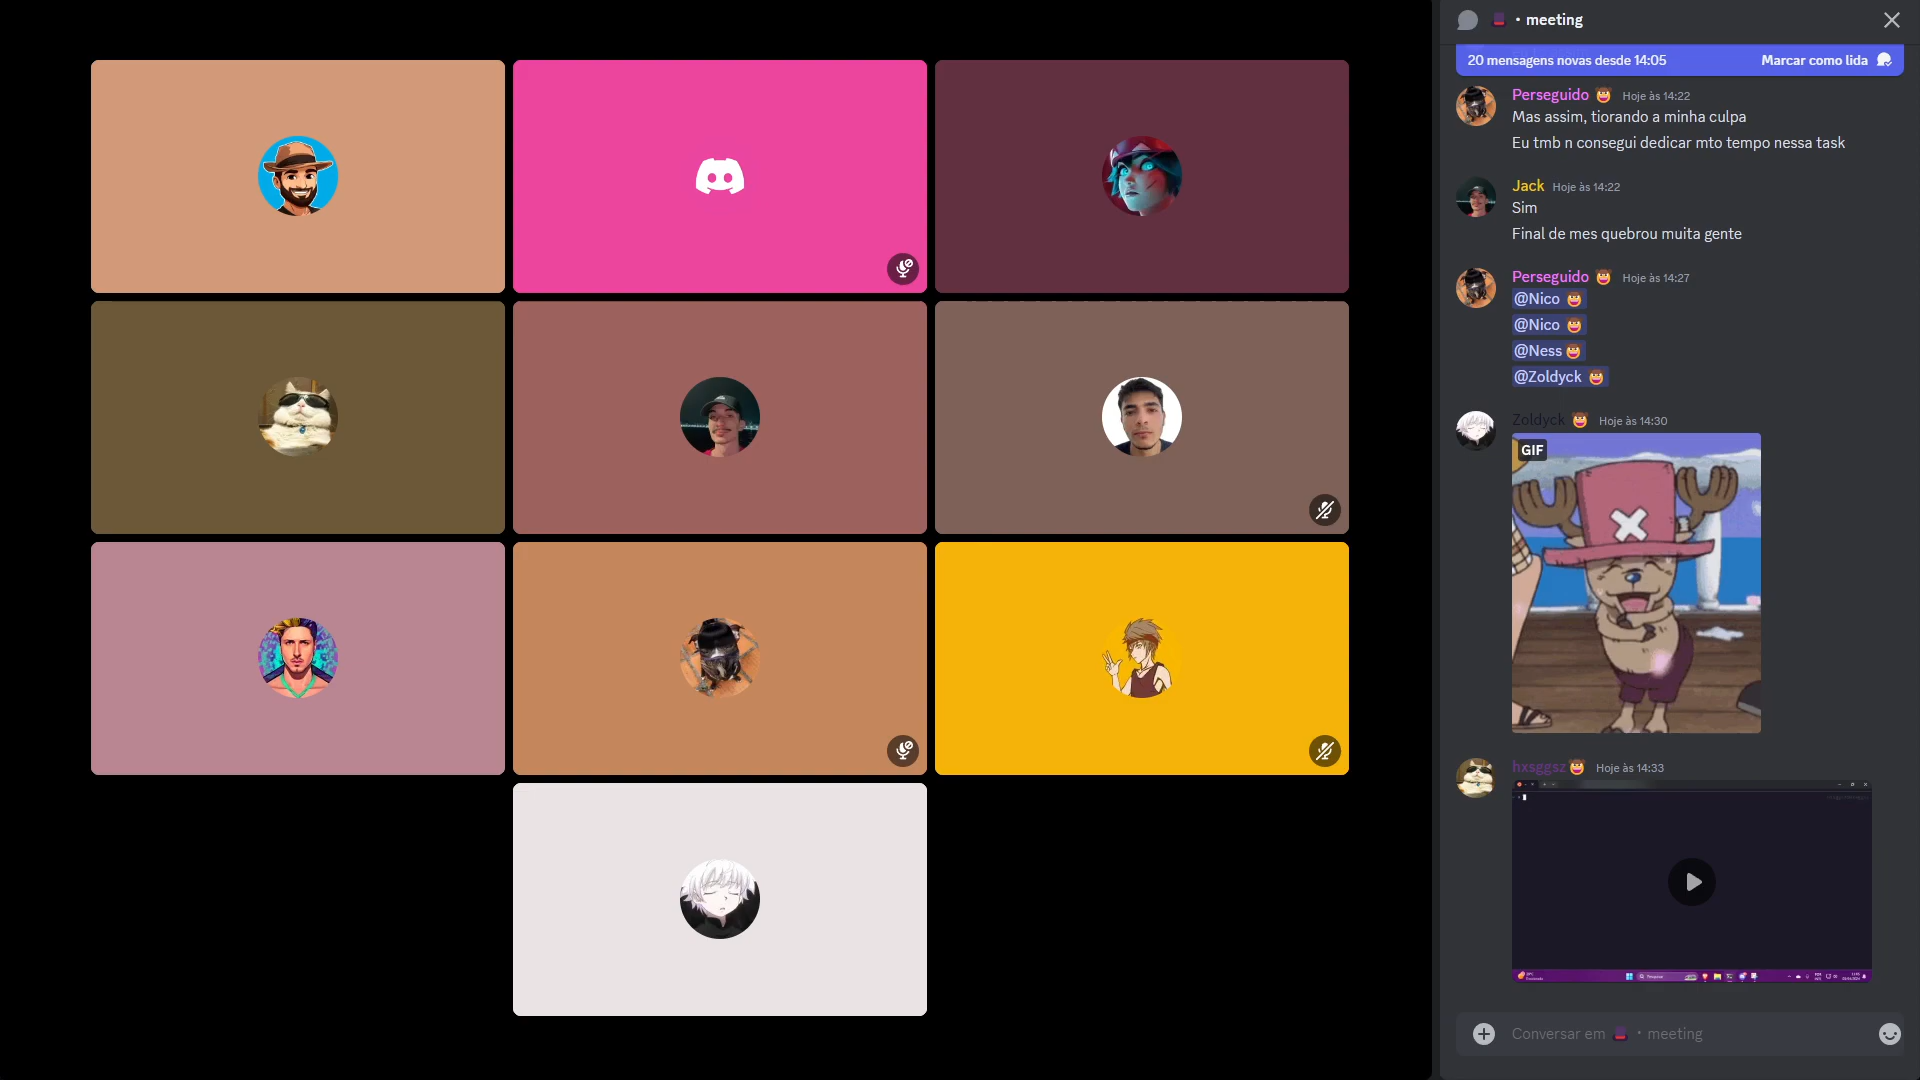 • meeting
20 mensagens novas desde 14:05
Marcar como lida
Perseguido Hoje às 14:22
Mas assim, tiorando a minha culpa
Eu tmb n consegui dedicar mto tempo nessa task
Jack Hoje às 14:22
Sim
Final de mes quebrou muita gente
Perseguido Hoje às 14:27
@Nico
@Nico
@Ness
@Zoldyck
Zoldyck Hoje às 14:30
GIF
hxsggsz Hoje às 14:33
Conversar em • meeting